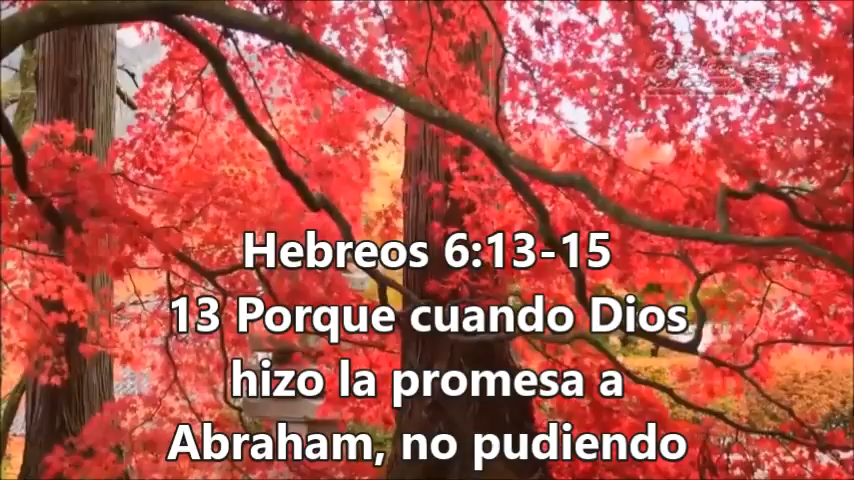 Hebreos 6:13-15
13 Porque cuando Dios
hizo la promesa a
Abraham, no pudiendo